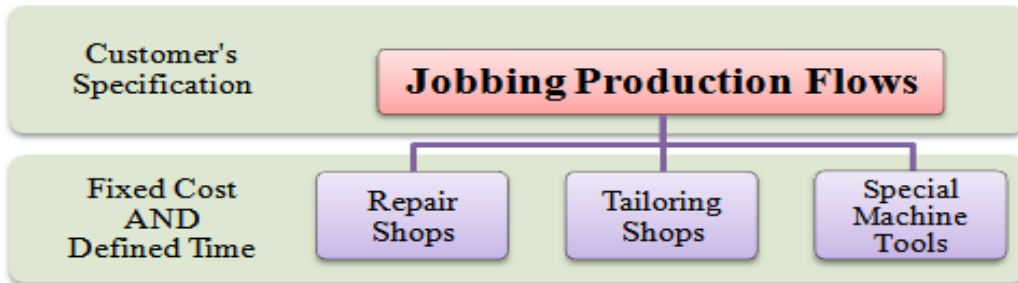 Customer's
Specification
Jobbing Production Flows
Fixed Cost
AND
Defined Time
Repair
Shops
Tailoring
Shops
Special
Machine
Tools